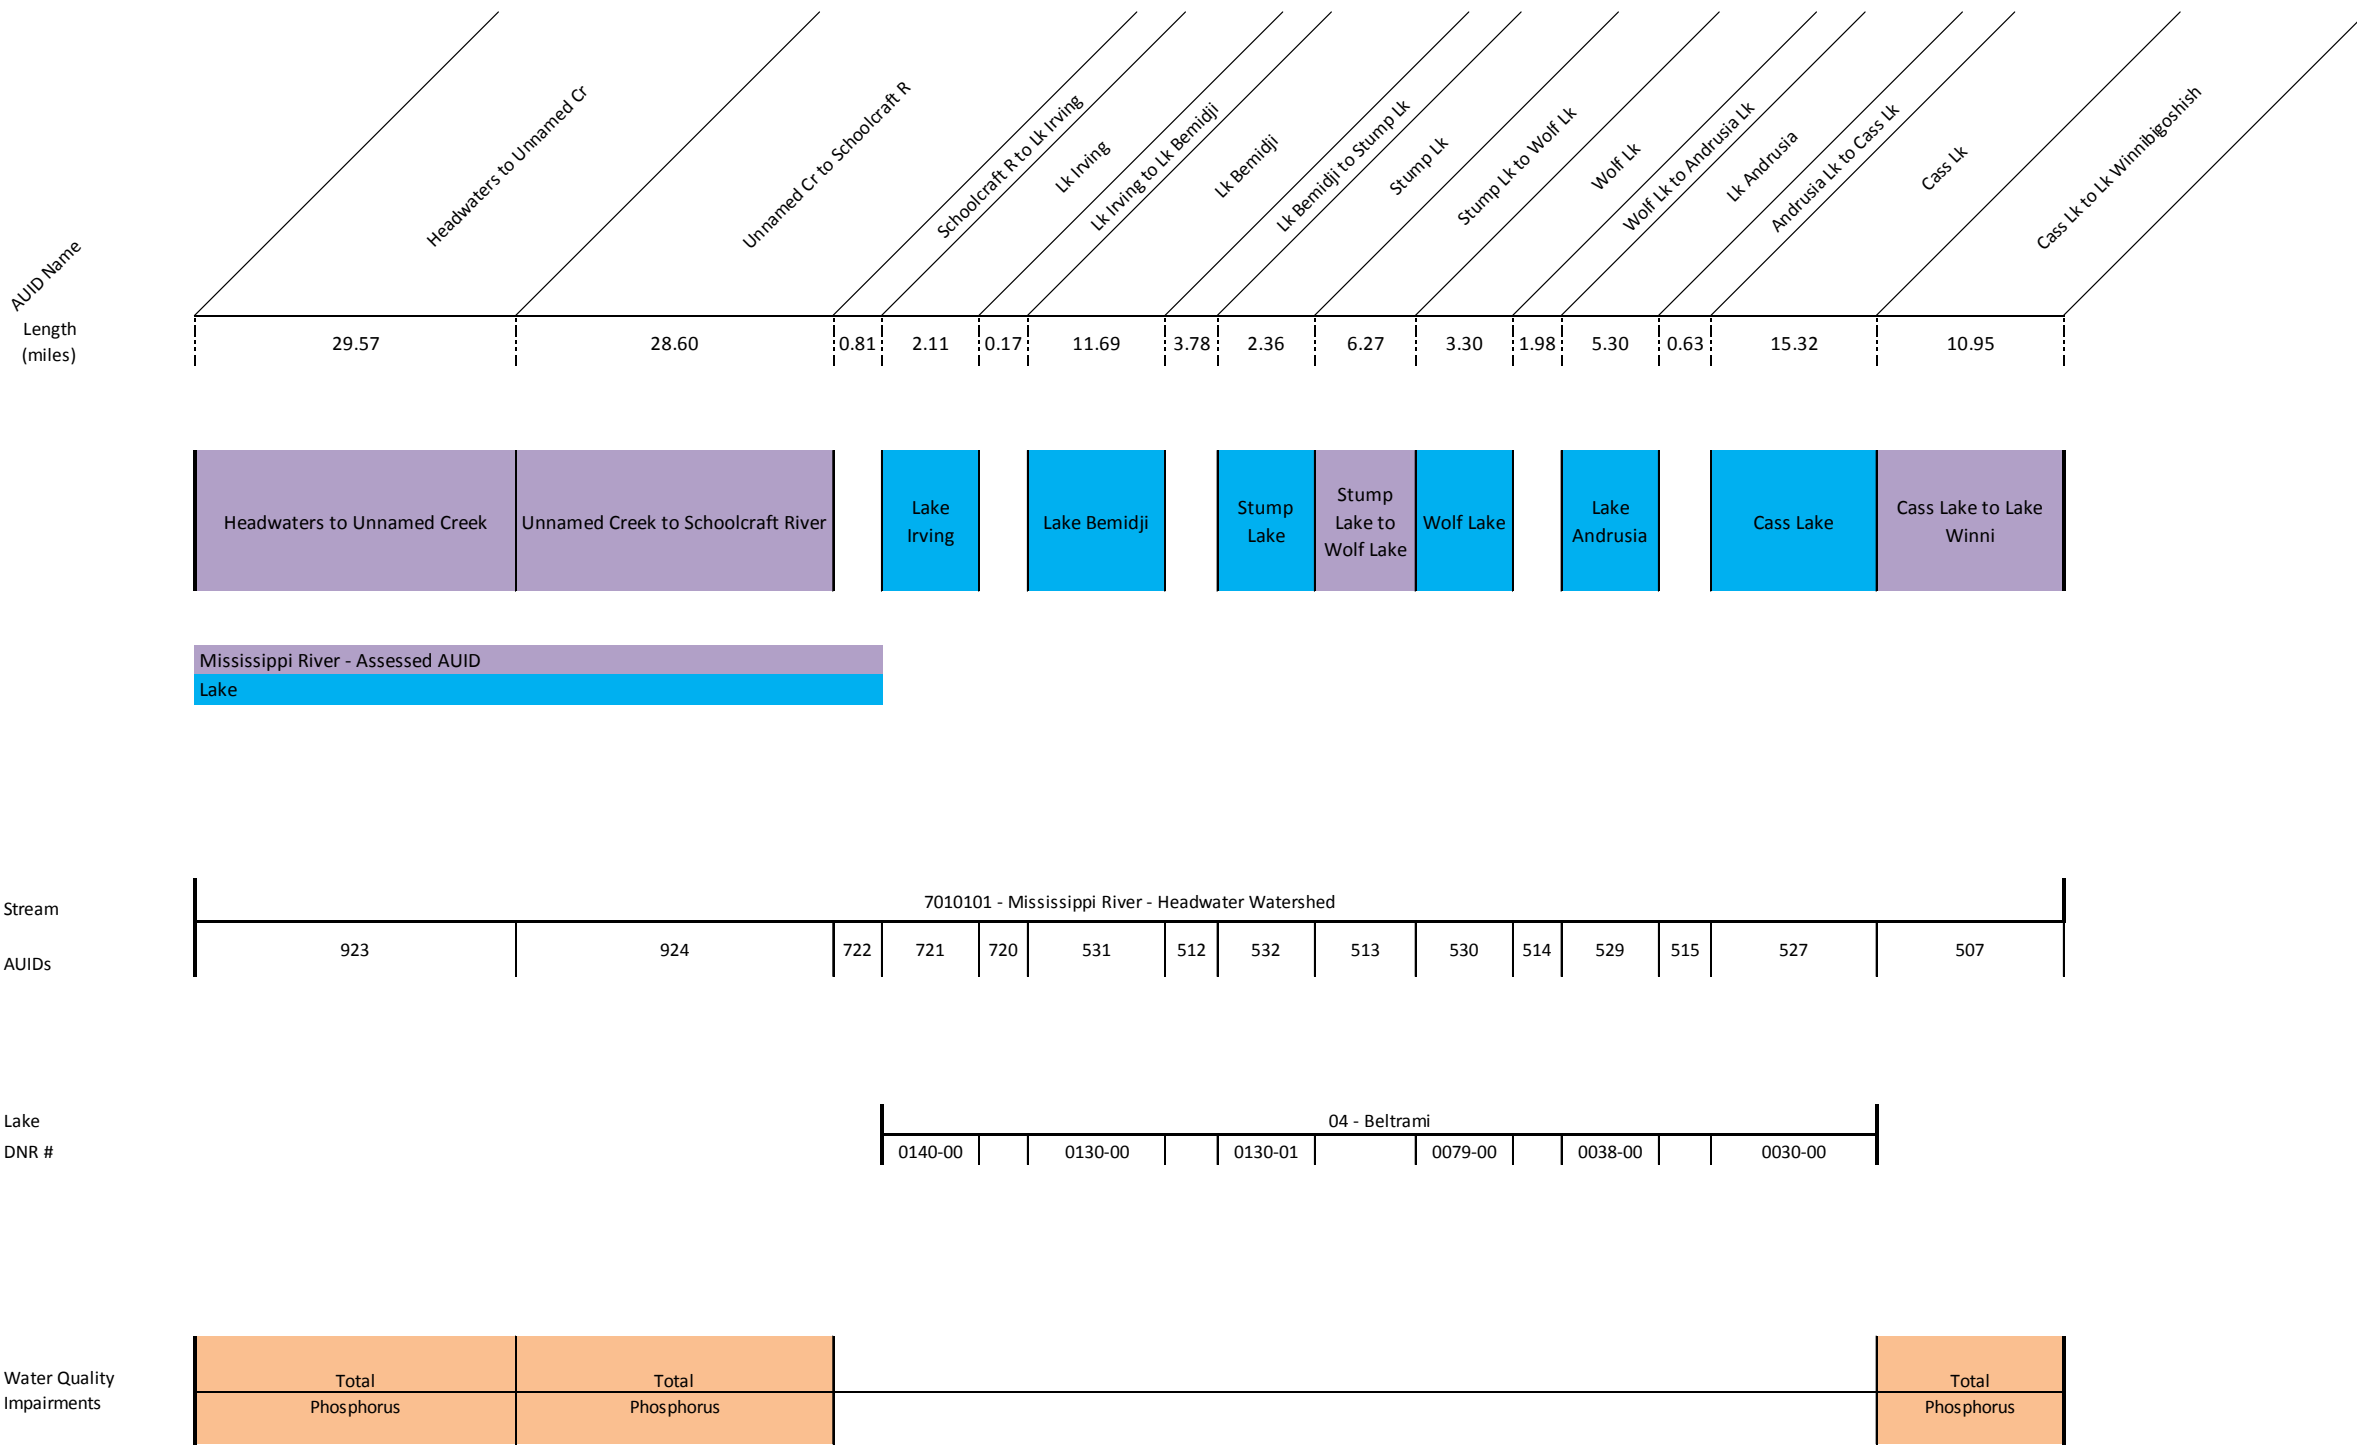 AUID Name
Headwaters to Unnamed Cr
Unnamed Cr to Schoolcraft R
Schoolcraft R to Lk Irving
Lk Irving
Lk Irving to Lk Bemidji
Lk Bemidji
Lk Bemidji to Stump Lk
Stump Lk
Stump Lk to Wolf Lk
Wolf Lk
Wolf Lk to Andrusia Lk
Lk Andrusia
Andrusia Lk to Cass Lk
Cass Lk
Cass Lk to Lk Winnibigoshish
Length
(miles)
29.57 28.60 0.81 2.11 0.17 11.69 3.78 2.36 6.27 3.30 1.98 5.30 0.63 15.32 10.95
Headwaters to Unnamed Creek
Unnamed Creek to Schoolcraft River
Lake
Irving
Lake Bemidji
Stump
Lake
Stump
Lake to
Wolf Lake
Wolf Lake
Lake
Andrusia
Cass Lake
Cass Lake to Lake
Winni
Mississippi River - Assessed AUID
Lake
Stream
7010101 - Mississippi River - Headwater Watershed
AUIDs
923 924 722 721 720 531 512 532 513 530 514 529 515 527 507
Lake
04 - Beltrami
DNR #
0140-00 0130-00 0130-01 0079-00 0038-00 0030-00
Water Quality
Impairments
Total
Phosphorus
Total
Phosphorus
Total
Phosphorus